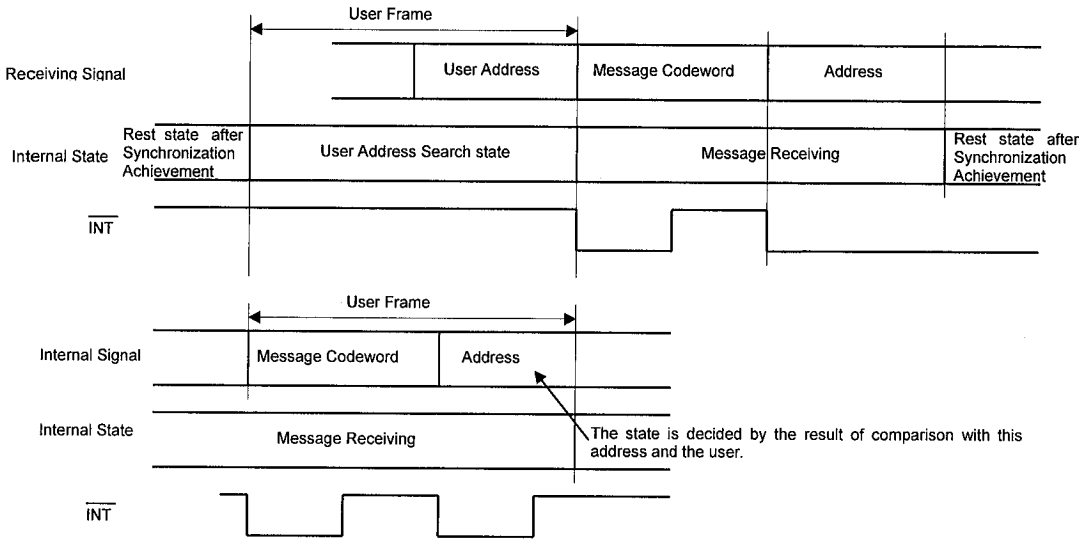 User Frame
Receiving Signal
User Address
Message Codeword
Address
Internal State
Rest state after
Synchronization
Achievement
User Address Search state
Message Receiving
Rest state after
Synchronization
Achievement
INT
User Frame
Internal Signal
Message Codeword
Address
Internal State
Message Receiving
The state is decided by the result of comparison with this
address and the user.
INT